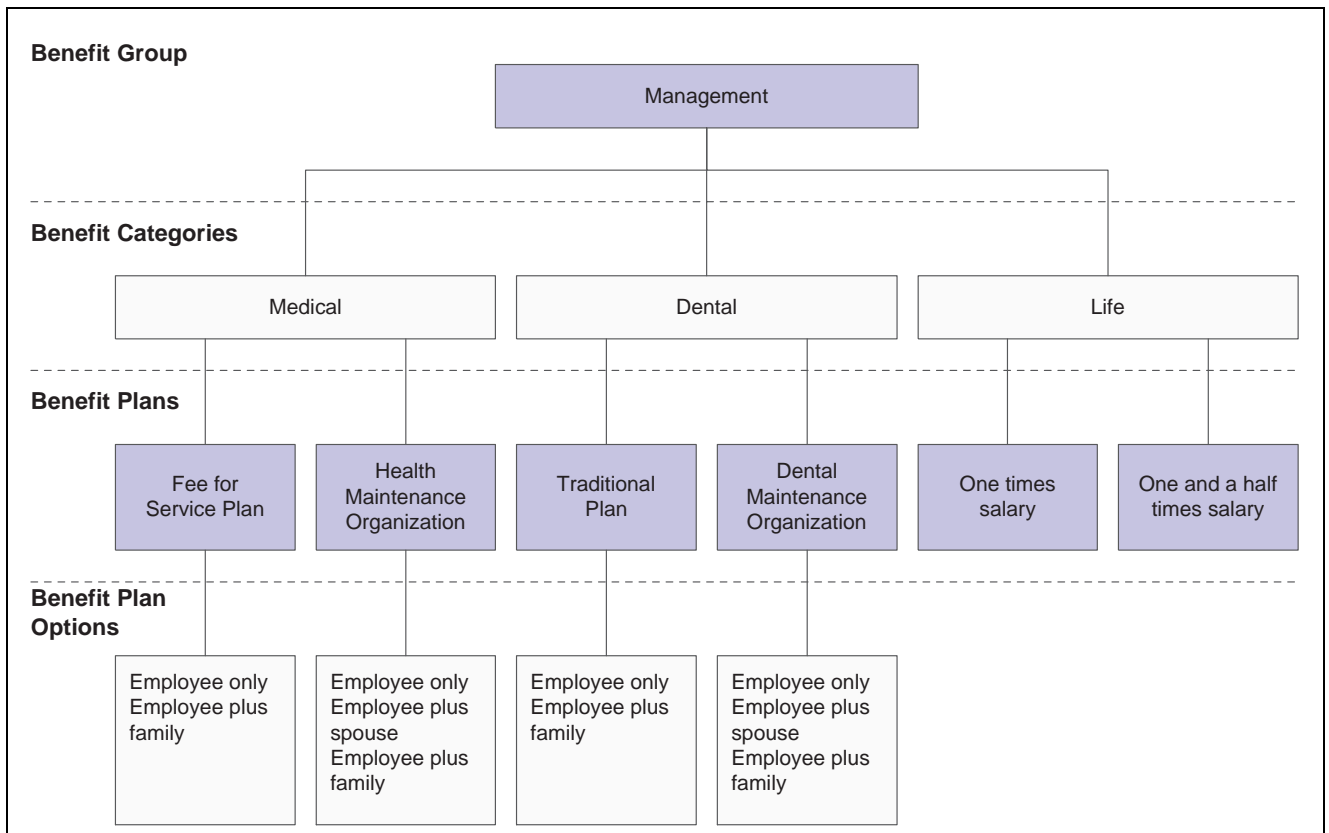 Benefit Group
Management
Benefit Categories
Medical
Dental
Life
Benefit Plans
Fee for
Service Plan
Health
Maintenance
Organization
Traditional
Plan
Dental
Maintenance
Organization
One times
salary
One and a half
times salary
Benefit Plan
Options
Employee only
Employee plus
family
Employee only
Employee plus
spouse
Employee plus
family
Employee only
Employee plus
family
Employee only
Employee plus
spouse
Employee plus
family